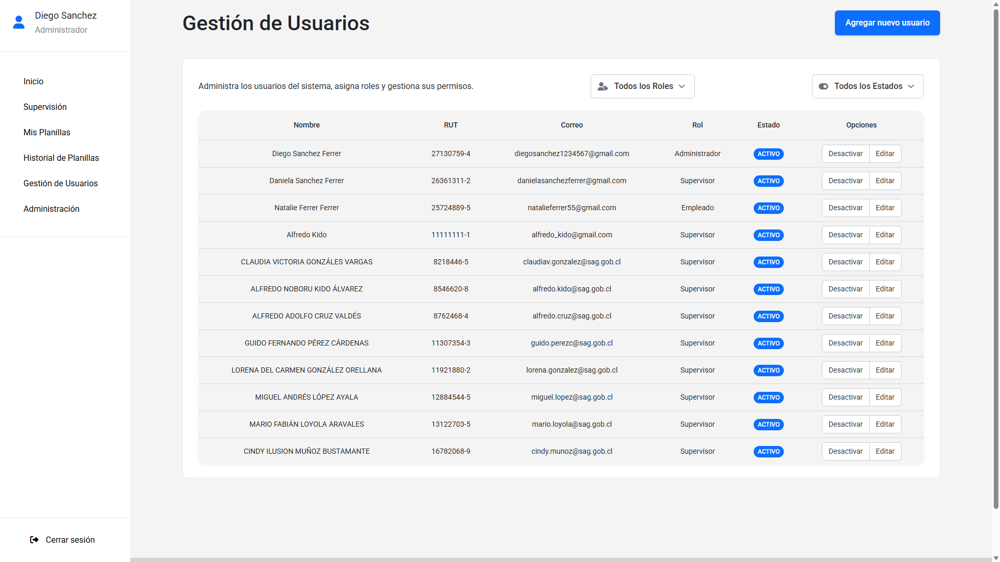 Diego Sanchez
Administrador
Inicio
Supervisión
Mis Planillas
Historial de Planillas
Gestión de Usuarios
Administración
Cerrar sesión
Gestión de Usuarios
Agregar nuevo usuario
Administra los usuarios del sistema, asigna roles y gestiona sus permisos.
Todos los Roles
Todos los Estados
Nombre RUT Correo Rol Estado Opciones
Diego Sanchez Ferrer 27130759-4 diegosanchez1234567@gmail.com Administrador ACTIVO Desactivar Editar
Daniela Sanchez Ferrer 26361311-2 danielasanchezferrer@gmail.com Supervisor ACTIVO Desactivar Editar
Natalie Ferrer Ferrer 25724889-5 natalieferrer55@gmail.com Empleado ACTIVO Desactivar Editar
Alfredo Kido 11111111-1 alfredo_kido@gmail.com Supervisor ACTIVO Desactivar Editar
CLAUDIA VICTORIA GONZÁLES VARGAS 8218446-5 claudiav.gonzalez@sag.gob.cl Supervisor ACTIVO Desactivar Editar
ALFREDO NOBORU KIDO ÁLVAREZ 8546620-8 alfredo.kido@sag.gob.cl Supervisor ACTIVO Desactivar Editar
ALFREDO ADOLFO CRUZ VALDÉS 8762468-4 alfredo.cruz@sag.gob.cl Supervisor ACTIVO Desactivar Editar
GUIDO FERNANDO PÉREZ CÁRDENAS 11307354-3 guido.perezc@sag.gob.cl Supervisor ACTIVO Desactivar Editar
LORENA DEL CARMEN GONZÁLEZ ORELLANA 11921880-2 lorena.gonzalez@sag.gob.cl Supervisor ACTIVO Desactivar Editar
MIGUEL ANDRÉS LÓPEZ AYALA 12884544-5 miguel.lopez@sag.gob.cl Supervisor ACTIVO Desactivar Editar
MARIO FABIÁN LOYOLA ARAVALES 13122703-5 mario.loyola@sag.gob.cl Supervisor ACTIVO Desactivar Editar
CINDY ILUSION MUÑOZ BUSTAMANTE 16782068-9 cindy.munoz@sag.gob.cl Supervisor ACTIVO Desactivar Editar